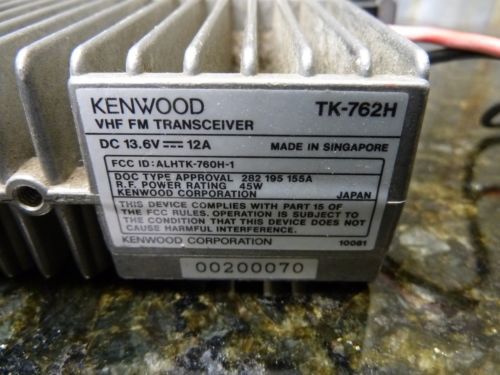 KENWOOD TK-762H
VHF FM TRANSCEIVER
DC 13.6V ⎓ 12A MADE IN SINGAPORE
FCC ID: ALHTK-760H-1
DOC TYPE APPROVAL 282 195 155A
R.F. POWER RATING 45W
KENWOOD CORPORATION JAPAN
THIS DEVICE COMPLIES WITH PART 15 OF
THE FCC RULES. OPERATION IS SUBJECT TO
THE CONDITION THAT THIS DEVICE DOES NOT
CAUSE HARMFUL INTERFERENCE.
KENWOOD CORPORATION 10081
00200070